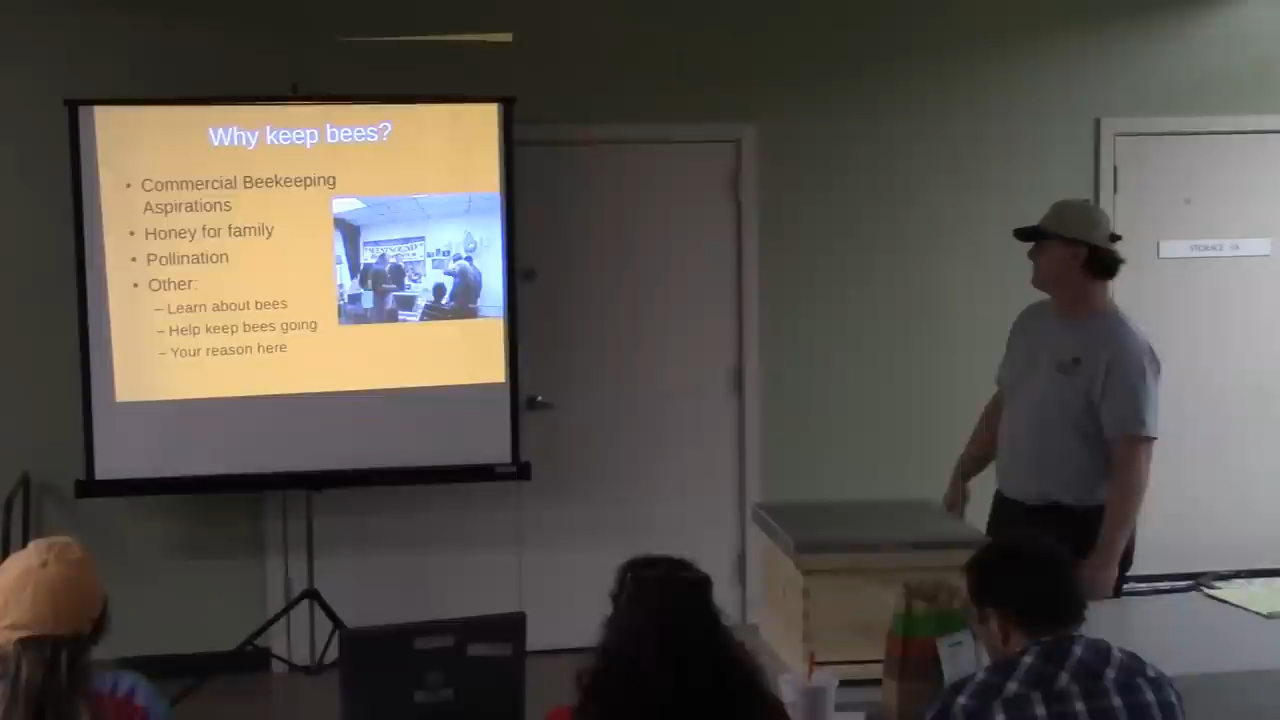 Why keep bees?
• Commercial Beekeeping
Aspirations
• Honey for family
• Pollination
• Other:
– Learn about bees
– Help keep bees going
– Your reason here
STORAGE